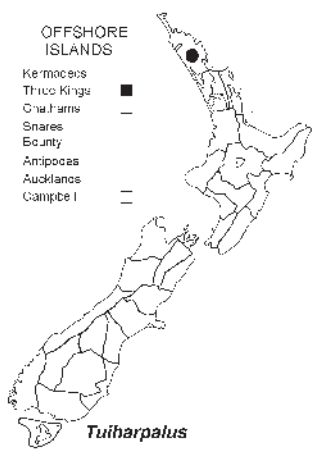 OFFSHORE
ISLANDS
Kermadecs
Three Kings
Chathams
Snares
Bounty
Antipodes
Aucklands
Campbell
Tuiharpalus